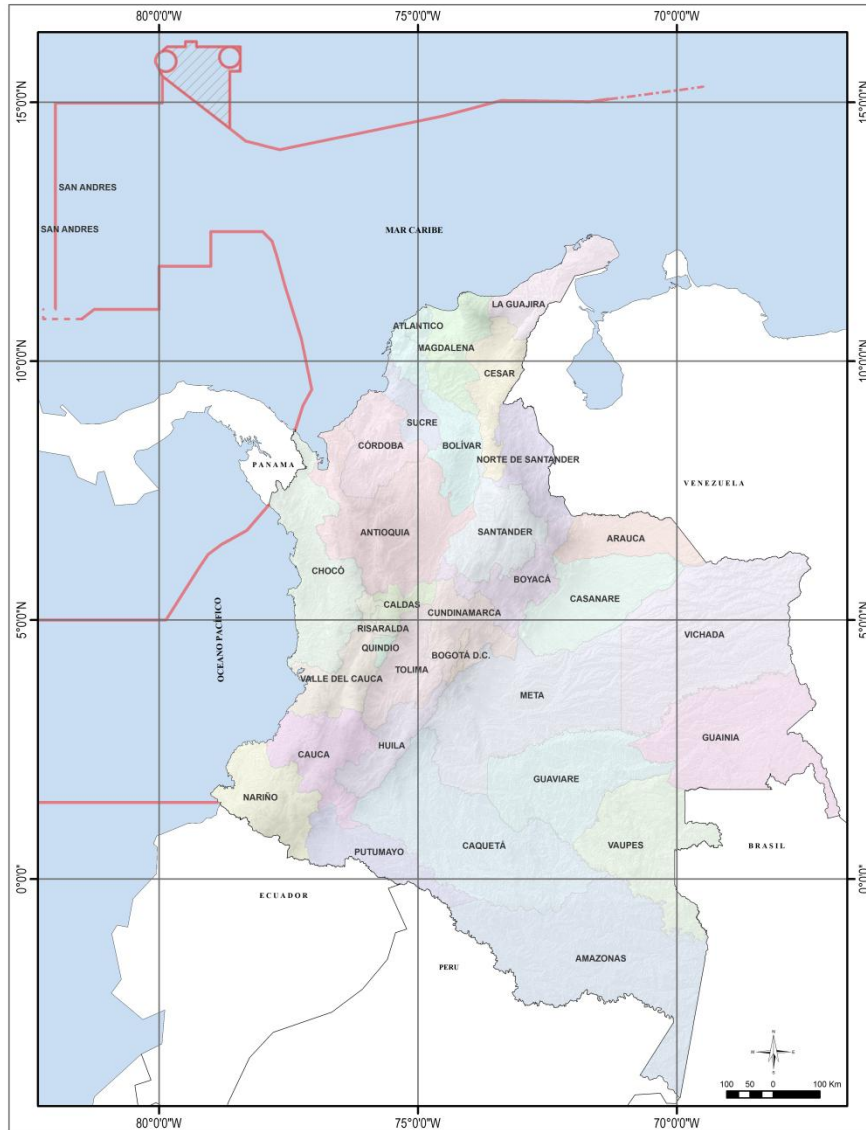 80°0'0"W 75°0'0"W 70°0'0"W
15°0'0"N 15°0'0"N
SAN ANDRES
SAN ANDRES
MAR CARIBE
LA GUAJIRA
ATLANTICO
MAGDALENA
10°0'0"N 10°0'0"N
CESAR
SUCRE
CÓRDOBA
BOLÍVAR
NORTE DE SANTANDER
PANAMA
VENEZUELA
ANTIOQUIA
SANTANDER
ARAUCA
CHOCÓ
BOYACÁ
CASANARE
CALDAS
CUNDINAMARCA
5°0'0"N 5°0'0"N
RISARALDA
VICHADA
OCEANO PACÍFICO
QUINDIO
BOGOTÁ D.C.
TOLIMA
VALLE DEL CAUCA
META
GUAINIA
HUILA
CAUCA
GUAVIARE
NARIÑO
PUTUMAYO
CAQUETÁ
VAUPES
BRASIL
0°0'0" 0°0'0"
ECUADOR
AMAZONAS
PERU
N
W E
S
100 50 0 100 Km
80°0'0"W 75°0'0"W 70°0'0"W